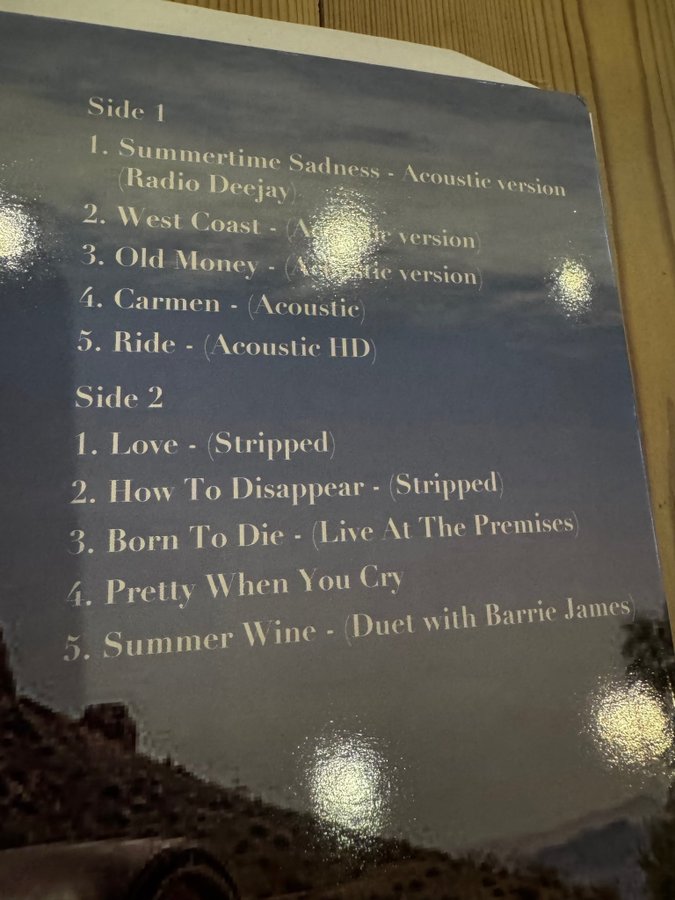 Side 1
1. Summertime Sadness - Acoustic version
(Radio Deejay)
2. West Coast - (Acoustic version)
3. Old Money - (Acoustic version)
4. Carmen - (Acoustic)
5. Ride - (Acoustic HD)
Side 2
1. Love - (Stripped)
2. How To Disappear - (Stripped)
3. Born To Die - (Live At The Premises)
4. Pretty When You Cry
5. Summer Wine - (Duet with Barrie James)